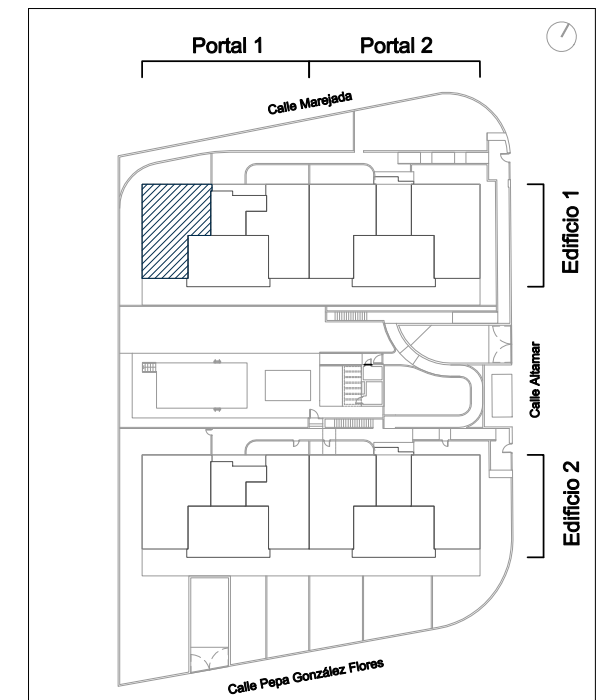 Portal 1
Portal 2
Calle Marejada
Edificio 1
Calle Altamar
Edificio 2
Calle Pepa González Flores